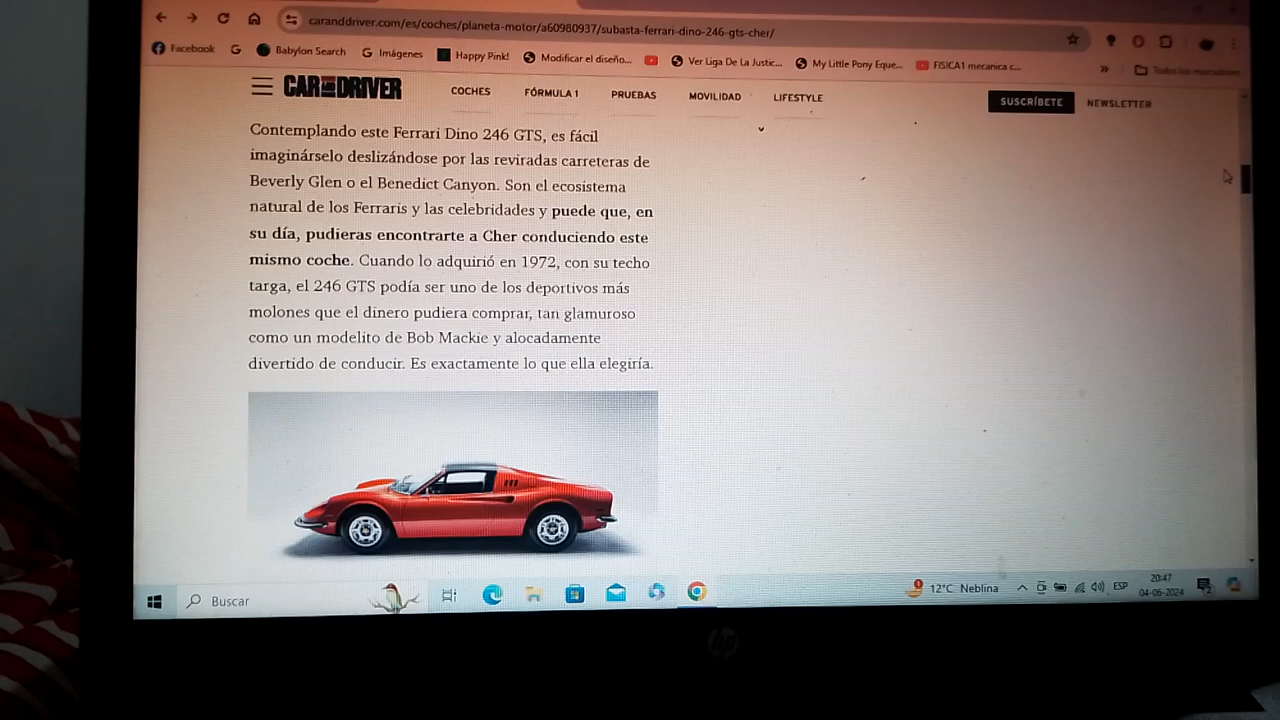 caranddriver.com/es/coches/planeta-motor/a60980937/subasta-ferrari-dino-246-gts-cher/
Facebook
Babylon Search
Imágenes
Happy Pink!
Modificar el diseño...
Ver Liga De La Justic...
My Little Pony Eque...
FISICA1 mecanica c...
»
Todos los marcadores
CAR AND DRIVER
COCHES
FÓRMULA 1
PRUEBAS
MOVILIDAD
LIFESTYLE
SUSCRÍBETE
NEWSLETTER
Contemplando este Ferrari Dino 246 GTS, es fácil
imaginárselo deslizándose por las reviradas carreteras de
Beverly Glen o el Benedict Canyon. Son el ecosistema
natural de los Ferraris y las celebridades y puede que, en
su día, pudieras encontrarte a Cher conduciendo este
mismo coche. Cuando lo adquirió en 1972, con su techo
targa, el 246 GTS podía ser uno de los deportivos más
molones que el dinero pudiera comprar, tan glamuroso
como un modelito de Bob Mackie y alocadamente
divertido de conducir. Es exactamente lo que ella elegiría.
Buscar
12°C Neblina
ESP
20:47
04-06-2024
hp